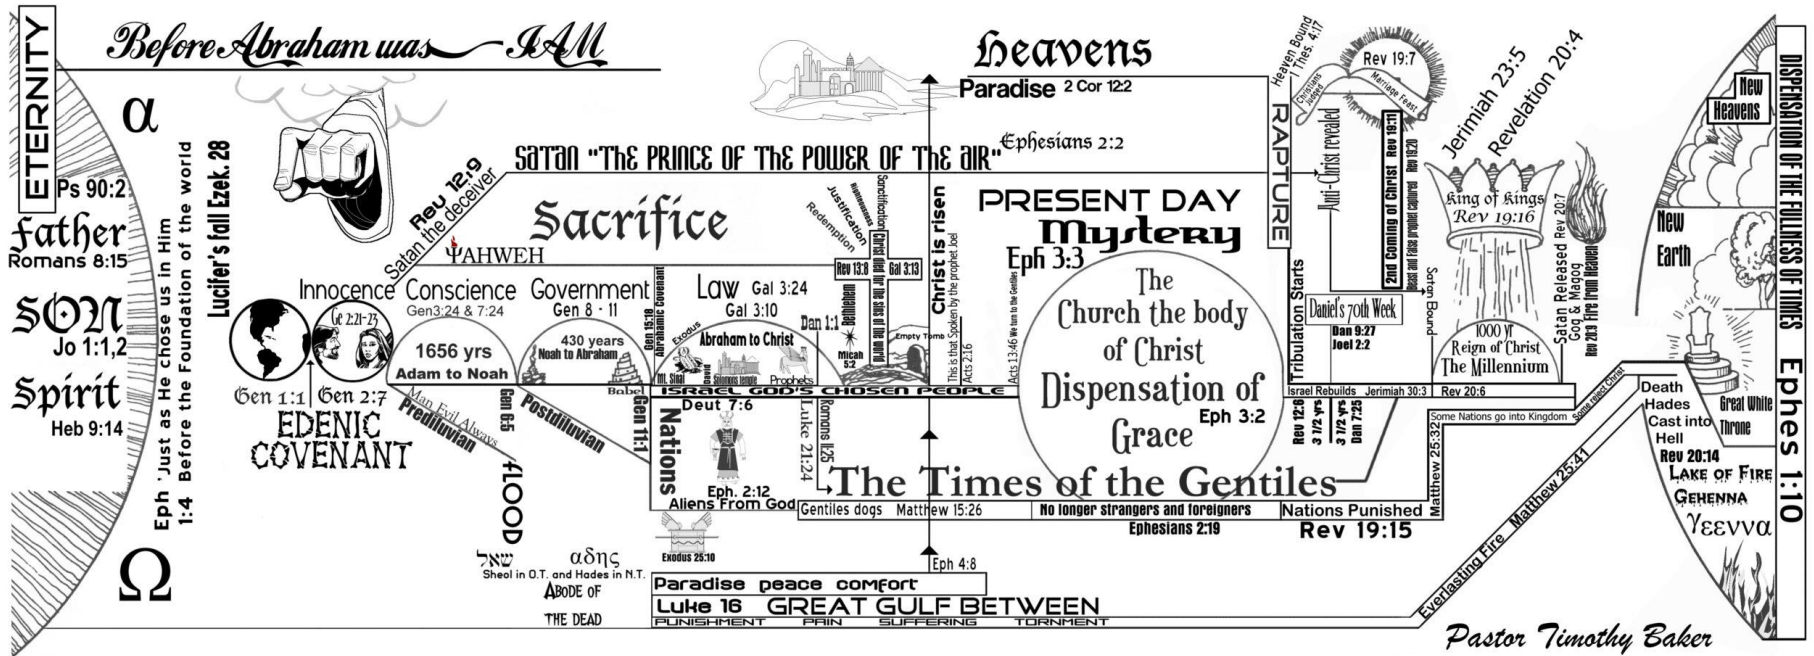 ETERNITY
Before Abraham was I AM
α
Ps 90:2
Father
Romans 8:15
SON
Jo 1:1,2
Spirit
Heb 9:14
Eph 'Just as He chose us in Him
1:4 Before the Foundation of the world
Ω
Lucifer's fall Ezek. 28
Rev 12,9
Satan the deceiver
SATAN "THE PRINCE OF THE POWER OF THE AIR"
Ephesians 2:2
Heavens
Paradise 2 Cor 12:2
Sacrifice
YAHWEH
Innocence
Ge 2:21-23
Gen 1:1
Gen 2:7
EDENIC
COVENANT
Conscience
Gen3:24 & 7:24
1656 yrs
Adam to Noah
Man Evil Always
Prediluvian
Gen 6:5
FLOOD
Government
Gen 8 - 11
430 years
Noah to Abraham
Babel
Postdiluvian
Gen 11:1
Gen 15:18
Abrahamic Covenant
Law Gal 3:24
Gal 3:10
Exodus
Abraham to Christ
Mt. Sinai
David
Solomons temple
Prophets
Dan 1:1
Bethlehem
Micah
5:2
Redemption
Justification
Righteousness
Sanctification
Rev 13:8
Gal 3:13
Christ died for the sins of the world
Empty Tomb
Christ is risen
This is that Spoken by the prophet Joel
Acts 2:16
Acts 13:46 We turn to the Gentiles
ISRAEL GOD'S CHOSEN PEOPLE
Nations
Deut 7:6
Eph. 2:12
Aliens From God
Exodus 25:10
Luke 21:24
Romans 11:25
PRESENT DAY
Mystery
Eph 3:3
The
Church the body
of Christ
Dispensation of
Eph 3:2
Grace
The Times of the Gentiles
Gentiles dogs Matthew 15:26
No longer strangers and foreigners
Ephesians 2:19
Nations Punished
Rev 19:15
Eph 4:8
שאל
αδης
Sheol in O.T. and Hades in N.T.
ABODE OF
THE DEAD
Paradise peace comfort
Luke 16 GREAT GULF BETWEEN
PUNISHMENT PAIN SUFFERING TORNMENT
RAPTURE
Heaven Bound
1 Thes. 4:17
Christians
Judged
Rev 19:7
Marriage Feast
Anti-Christ revealed
2nd Coming of Christ Rev 19:11
Beast and False prophet captured Rev 19:20
Tribulation Starts
Daniel's 70th Week
Dan 9:27
Joel 2:2
Israel Rebuilds Jerimiah 30:3
Rev 12:6
3 1/2 yrs
3 1/2 yrs
Dan 7:25
Satan Bound
Jerimiah 23:5
Revelation 20:4
King of kings
Rev 19:16
1000 yr
Reign of Christ
The Millennium
Rev 20:6
Satan Released Rev 20:7
Gog & Magog
Rev 20:9 Fire from Heaven
Matthew 25:32
Some Nations go into Kingdom
Some reject Christ
Everlasting Fire Matthew 25:41
New
Heavens
New
Earth
Great White
Throne
Death
Hades
Cast into
Hell
Rev 20:14
LAKE OF FIRE
GEHENNA
Γεεννα
DISPENSATION OF THE FULLNESS OF TIMES Ephes 1:10
Pastor Timothy Baker